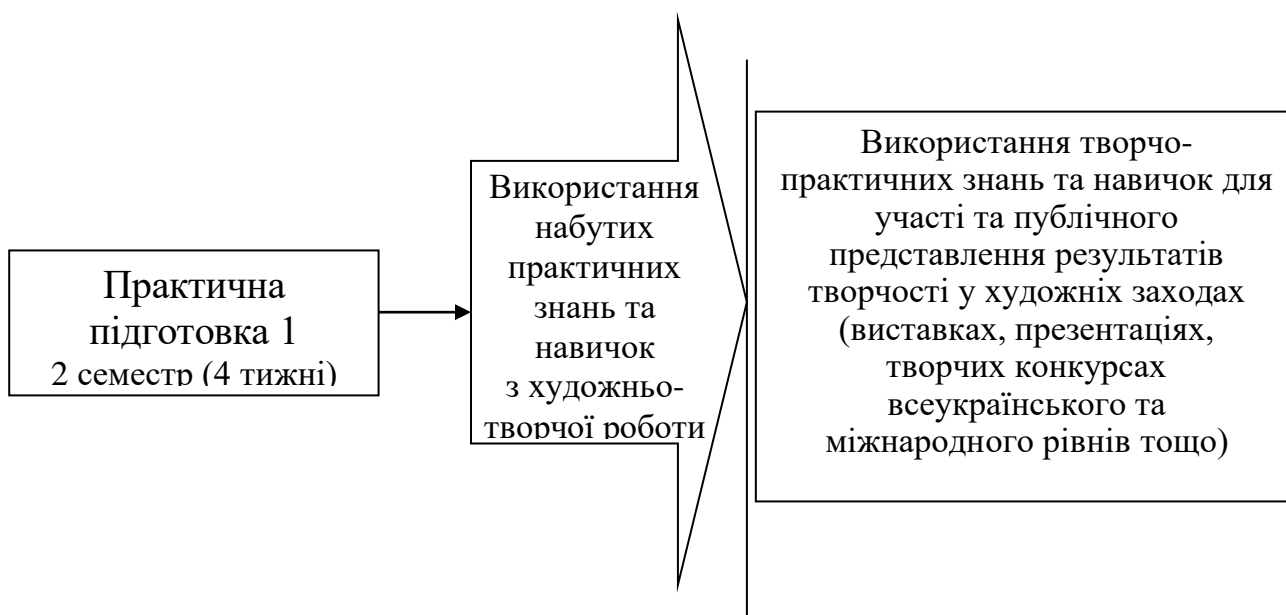 Практична
підготовка 1
2 семестр (4 тижні)
Використання
набутих
практичних
знань та
навичок
з художньо-
творчої роботи
Використання творчо-
практичних знань та навичок для
участі та публічного
представлення результатів
творчості у художніх заходах
(виставках, презентаціях,
творчих конкурсах
всеукраїнського та
міжнародного рівнів тощо)